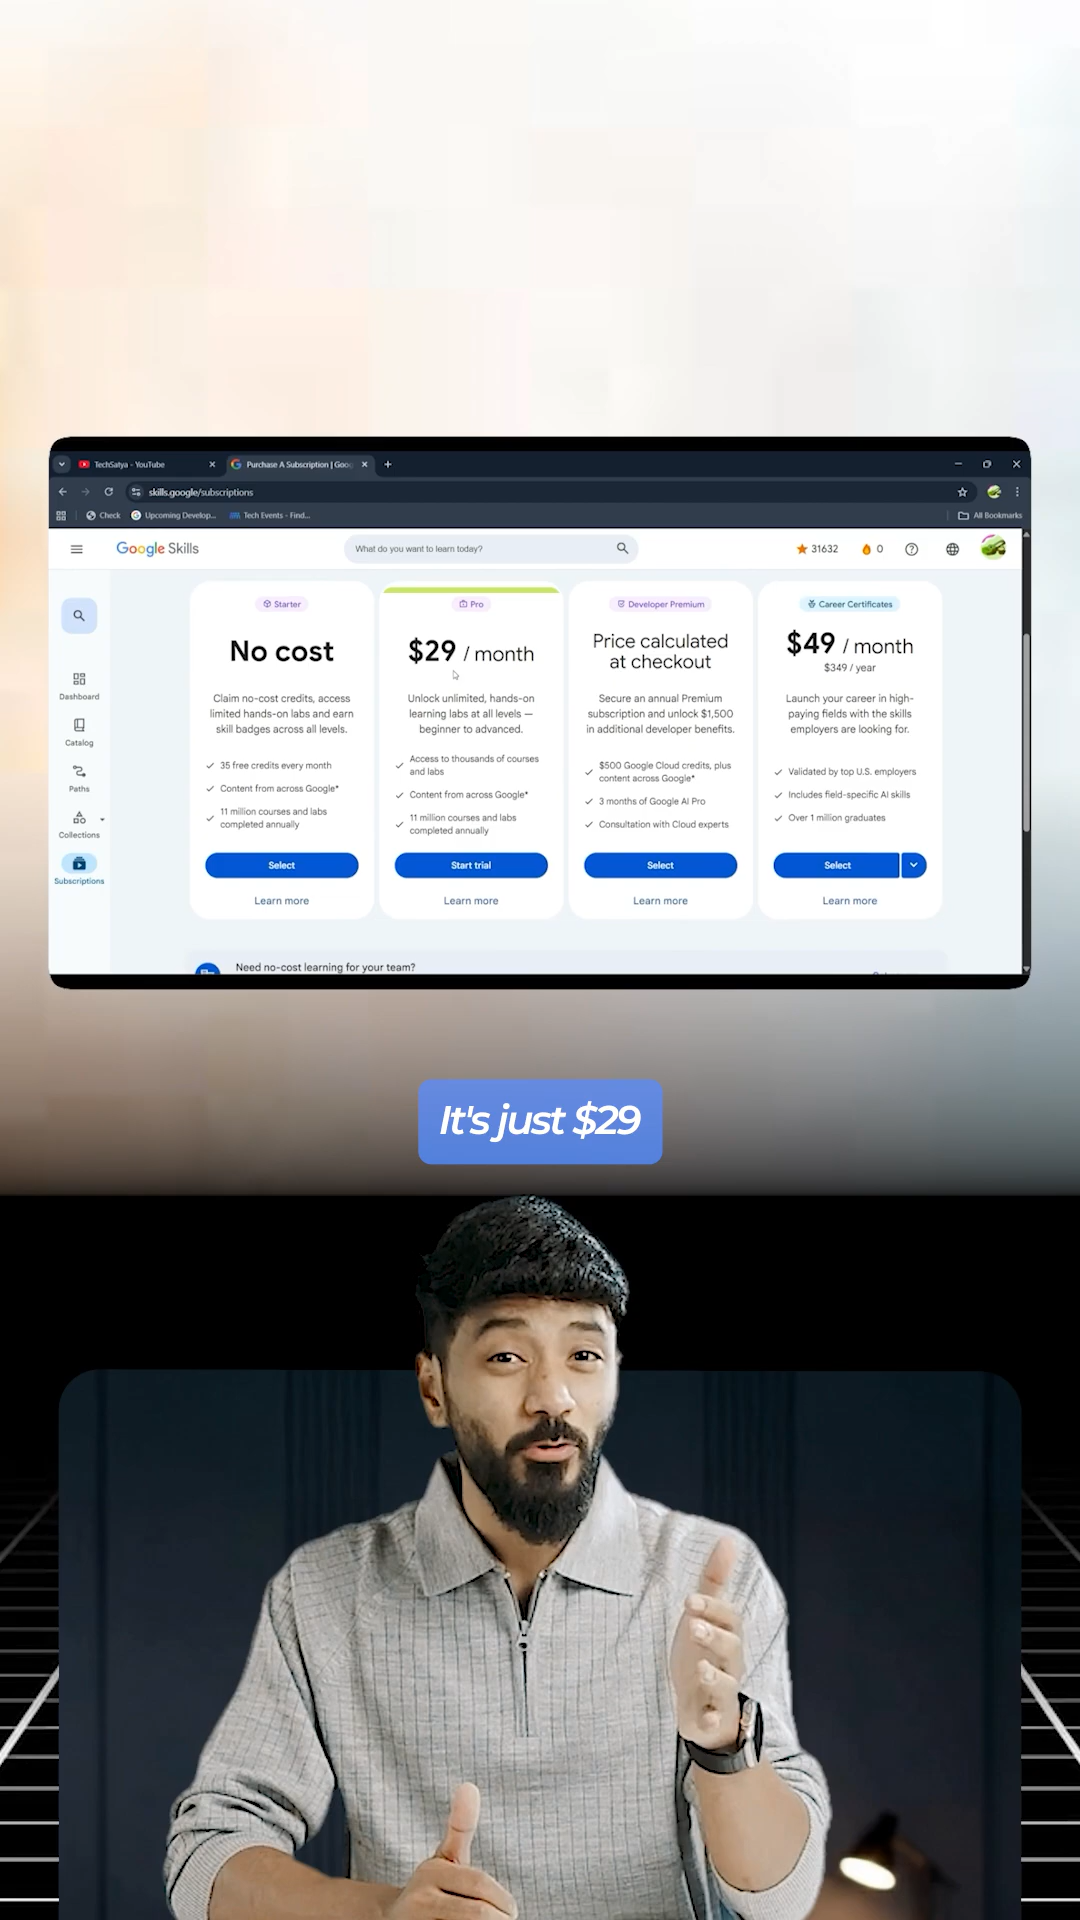 TechSatya - YouTube
Purchase A Subscription | Goo
skills.google/subscriptions
Check
Upcoming Develop...
Tech Events - Find...
All Bookmarks
Google Skills
What do you want to learn today?
31632
0
Starter
No cost
Claim no-cost credits, access
limited hands-on labs and earn
skill badges across all levels.
35 free credits every month
Content from across Google*
11 million courses and labs
completed annually
Select
Learn more
Pro
$29 / month
Unlock unlimited, hands-on
learning labs at all levels —
beginner to advanced.
Access to thousands of courses
and labs
Content from across Google*
11 million courses and labs
completed annually
Start trial
Learn more
Developer Premium
Price calculated
at checkout
Secure an annual Premium
subscription and unlock $1,500
in additional developer benefits.
$500 Google Cloud credits, plus
content across Google*
3 months of Google AI Pro
Consultation with Cloud experts
Select
Learn more
Career Certificates
$49 / month
$349 / year
Launch your career in high-
paying fields with the skills
employers are looking for.
Validated by top U.S. employers
Includes field-specific AI skills
Over 1 million graduates
Select
Learn more
Dashboard
Catalog
Paths
Collections
Subscriptions
Need no-cost learning for your team?
It's just $29